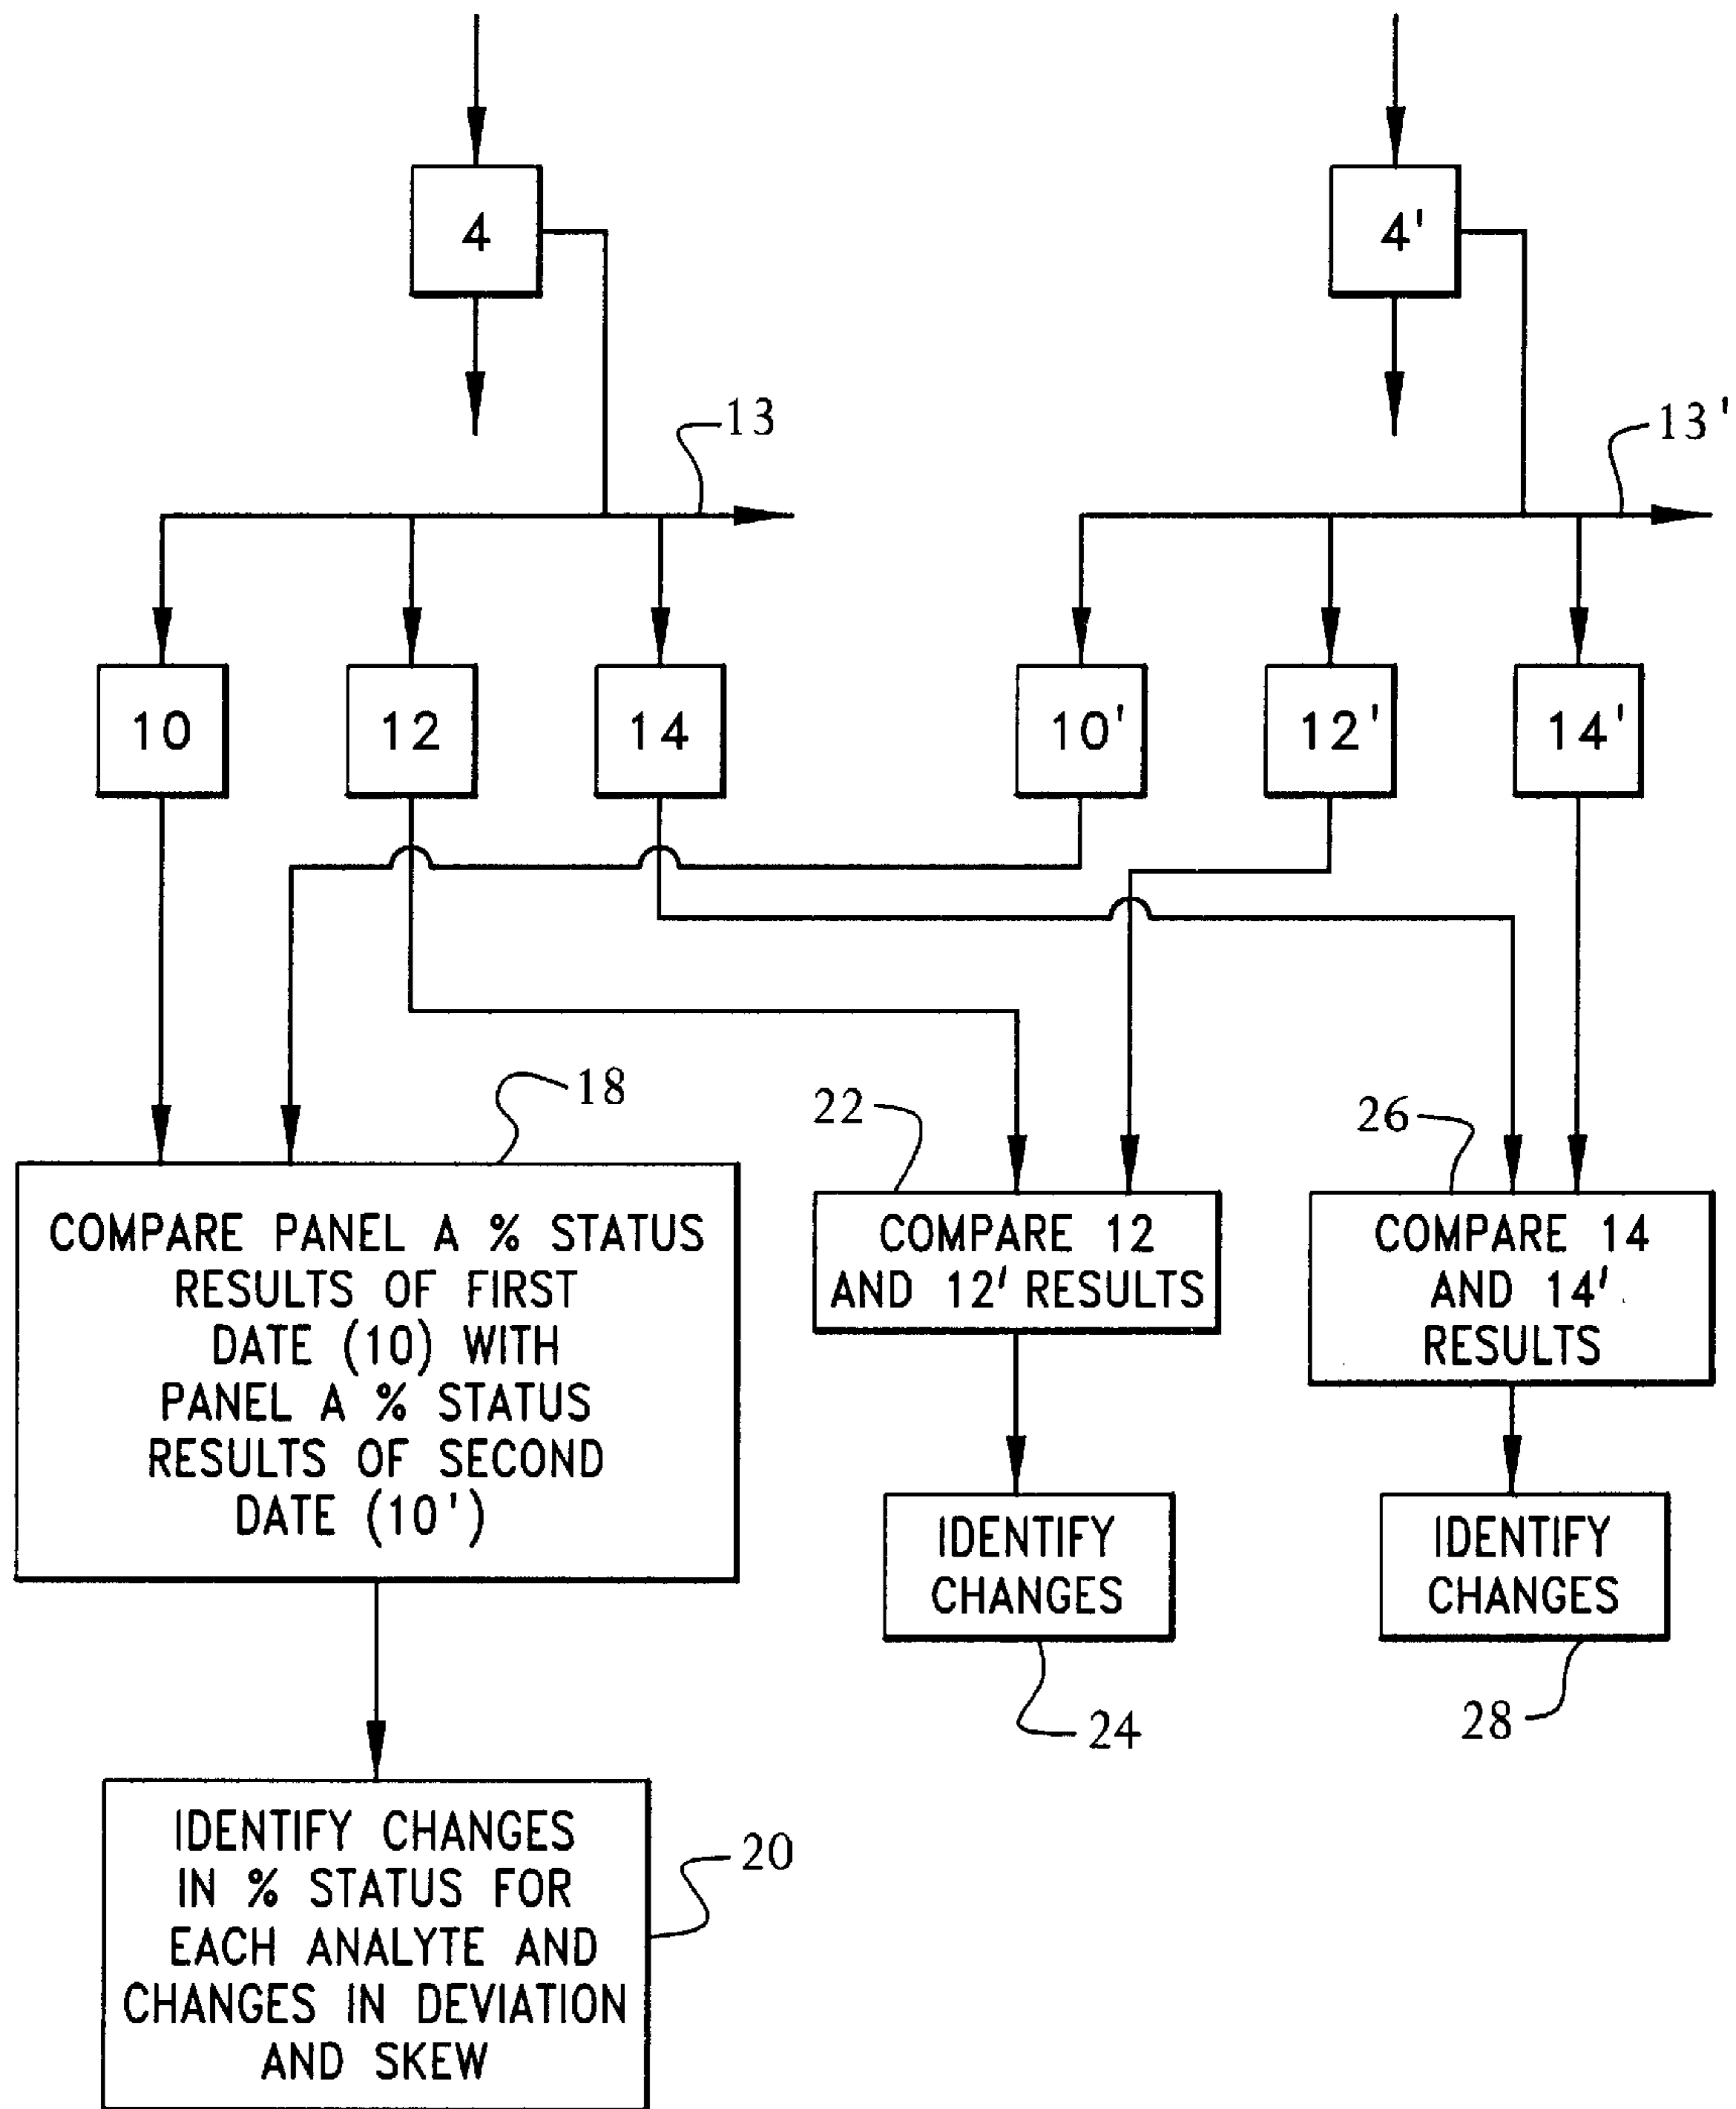 4
4'
13
13'
10
12
14
10'
12'
14'
18
22
26
COMPARE PANEL A % STATUS
RESULTS OF FIRST
DATE (10) WITH
PANEL A % STATUS
RESULTS OF SECOND
DATE (10')
COMPARE 12
AND 12' RESULTS
COMPARE 14
AND 14'
RESULTS
IDENTIFY
CHANGES
IDENTIFY
CHANGES
24
28
IDENTIFY CHANGES
IN % STATUS FOR
EACH ANALYTE AND
CHANGES IN DEVIATION
AND SKEW
20